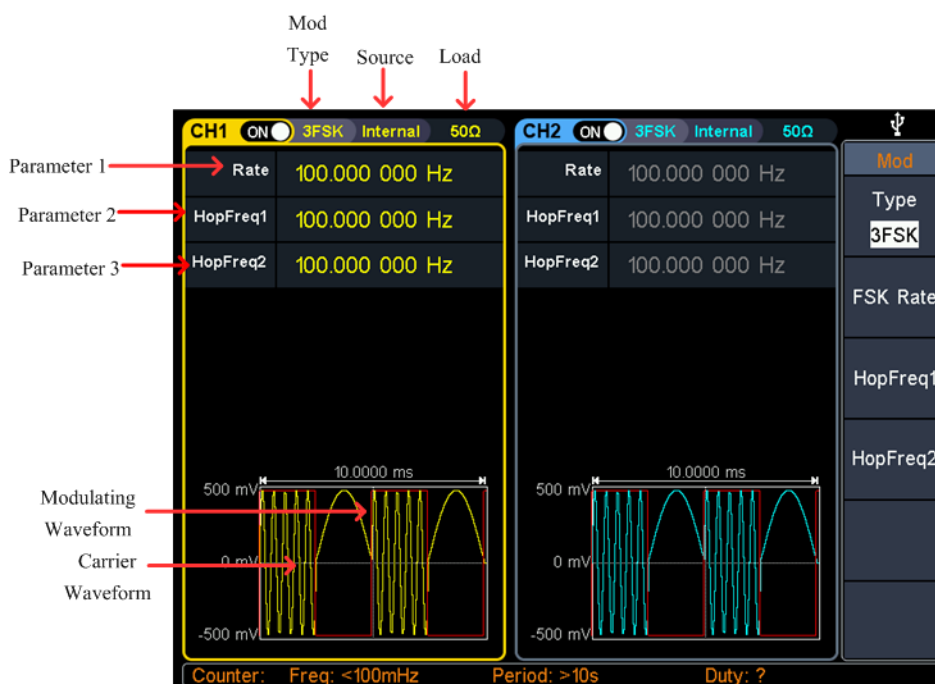 Mod
Type
Source
Load
CH1 ON 3FSK Internal 50Ω
CH2 ON 3FSK Internal 50Ω
Parameter 1
Rate 100.000 000 Hz
Parameter 2
HopFreq1 100.000 000 Hz
Parameter 3
HopFreq2 100.000 000 Hz
Rate 100.000 000 Hz
HopFreq1 100.000 000 Hz
HopFreq2 100.000 000 Hz
Mod
Type
3FSK
FSK Rate
HopFreq1
HopFreq2
10.0000 ms
500 mV
0 mV
-500 mV
Modulating
Waveform
Carrier
Waveform
10.0000 ms
500 mV
0 mV
-500 mV
Counter: Freq: <100mHz Period: >10s Duty: ?